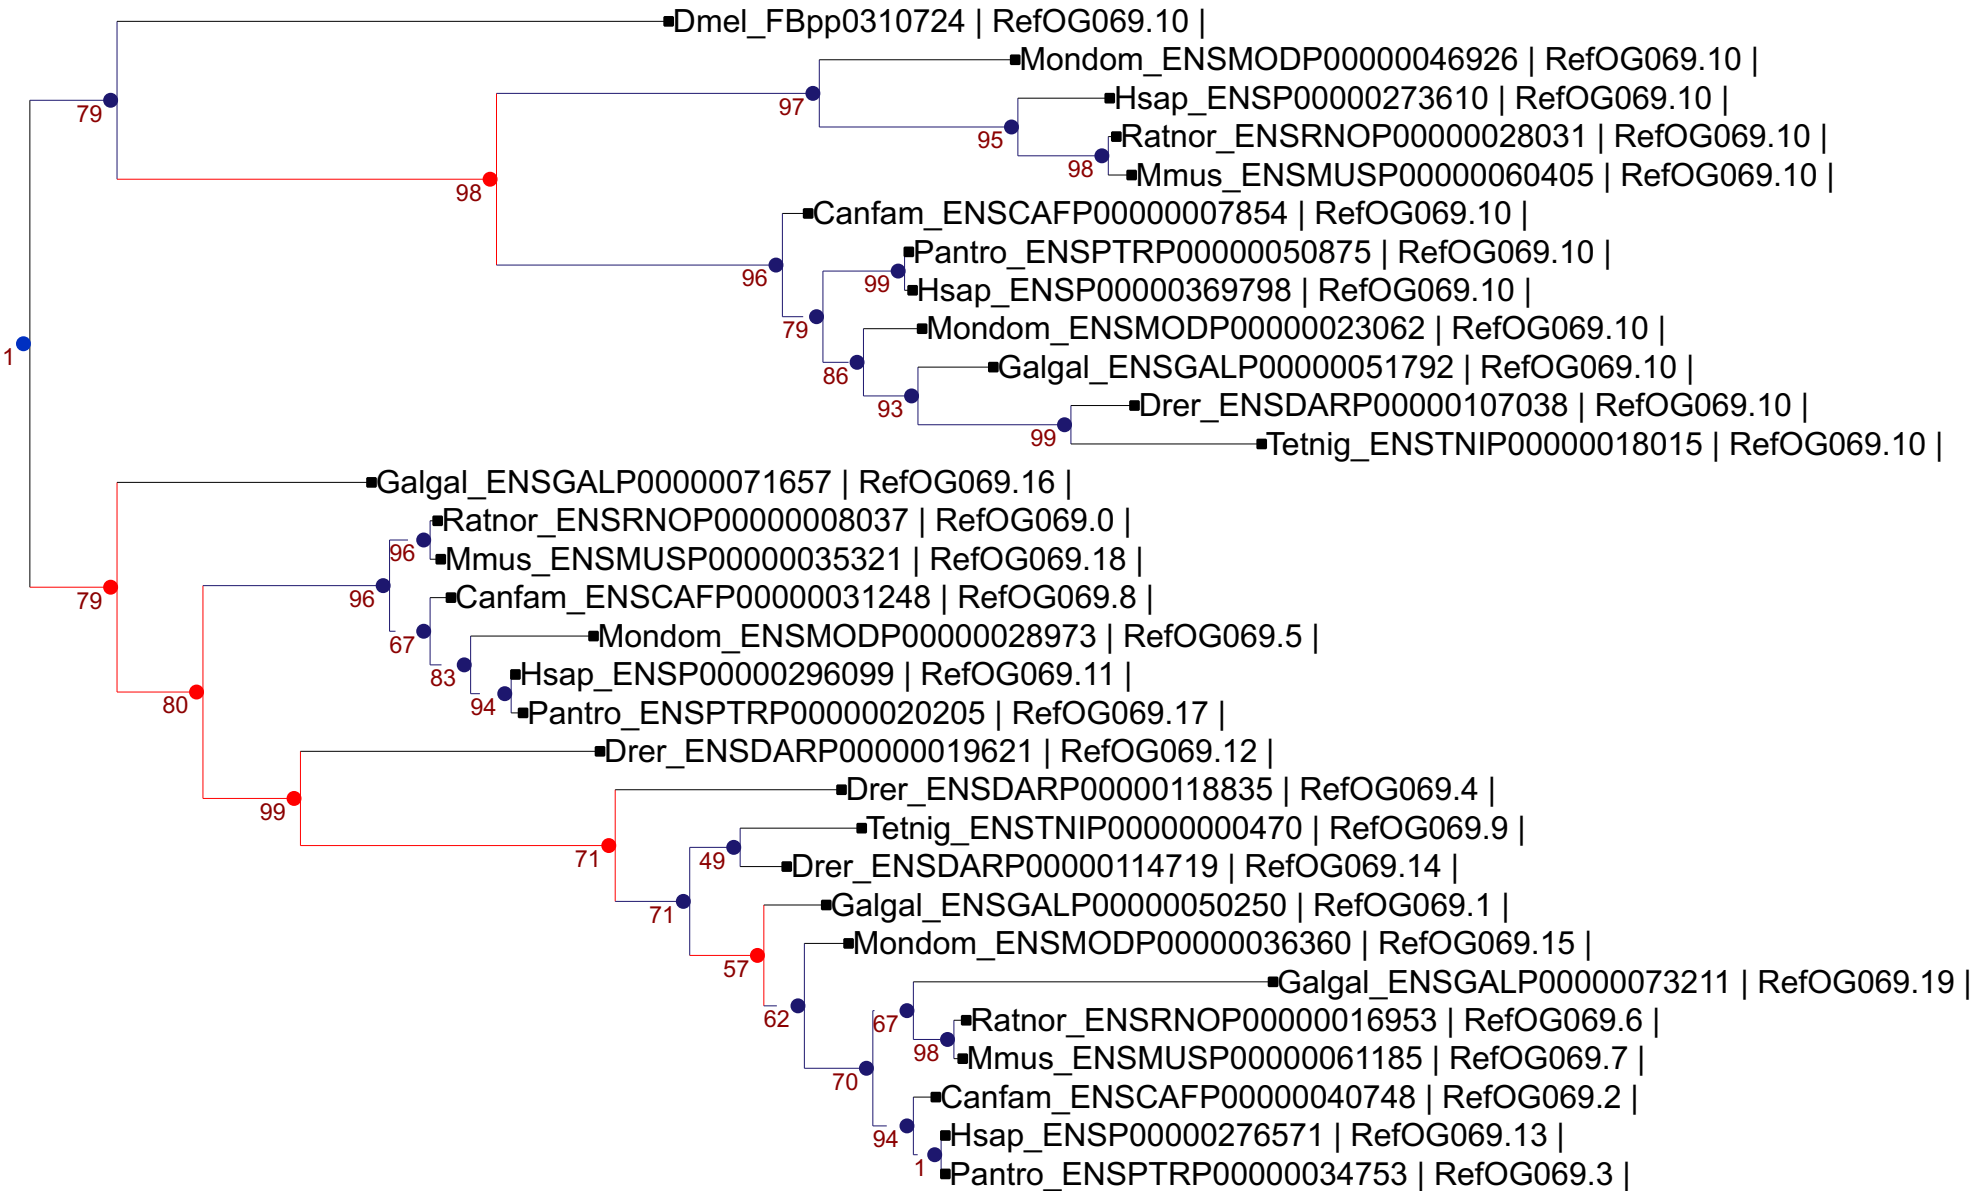 Dmel_FBpp0310724 | RefOG069.10 |
Mondom_ENSMODP00000046926 | RefOG069.10 |
97
Hsap_ENSP00000273610 | RefOG069.10 |
79
95
Ratnor_ENSRNOP00000028031 | RefOG069.10 |
98
Mmus_ENSMUSP00000060405 | RefOG069.10 |
98
Canfam_ENSCAFP00000007854 | RefOG069.10 |
Pantro_ENSPTRP00000050875 | RefOG069.10 |
96
99
Hsap_ENSP00000369798 | RefOG069.10 |
79
Mondom_ENSMODP00000023062 | RefOG069.10 |
1
86
Galgal_ENSGALP00000051792 | RefOG069.10 |
93
Drer_ENSDARP00000107038 | RefOG069.10 |
99
Tetnig_ENSTNIP00000018015 | RefOG069.10 |
Galgal_ENSGALP00000071657 | RefOG069.16 |
Ratnor_ENSRNOP00000008037 | RefOG069.0 |
96
Mmus_ENSMUSP00000035321 | RefOG069.18 |
79
96
Canfam_ENSCAFP00000031248 | RefOG069.8 |
67
Mondom_ENSMODP00000028973 | RefOG069.5 |
83
Hsap_ENSP00000296099 | RefOG069.11 |
80
94
Pantro_ENSPTRP00000020205 | RefOG069.17 |
Drer_ENSDARP00000019621 | RefOG069.12 |
99
Drer_ENSDARP00000118835 | RefOG069.4 |
Tetnig_ENSTNIP00000000470 | RefOG069.9 |
71
49
Drer_ENSDARP00000114719 | RefOG069.14 |
71
Galgal_ENSGALP00000050250 | RefOG069.1 |
Mondom_ENSMODP00000036360 | RefOG069.15 |
57
Galgal_ENSGALP00000073211 | RefOG069.19 |
62
67
Ratnor_ENSRNOP00000016953 | RefOG069.6 |
98
Mmus_ENSMUSP00000061185 | RefOG069.7 |
70
Canfam_ENSCAFP00000040748 | RefOG069.2 |
94
Hsap_ENSP00000276571 | RefOG069.13 |
1
Pantro_ENSPTRP00000034753 | RefOG069.3 |